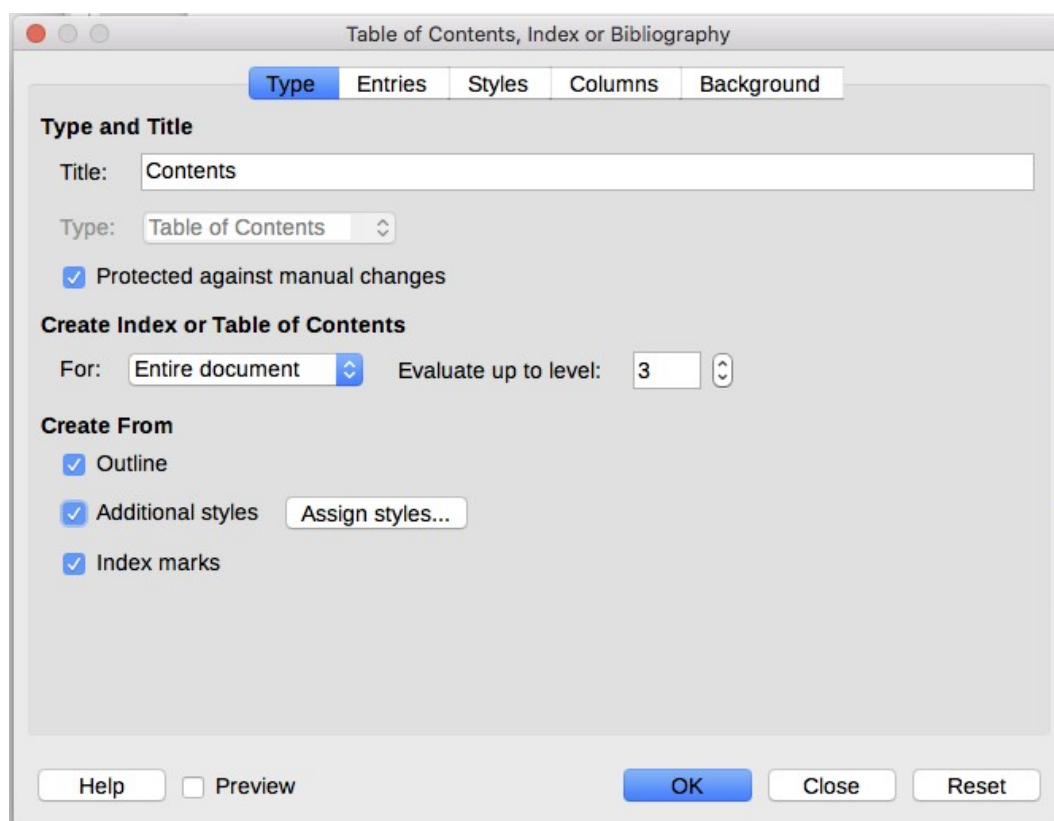 Table of Contents, Index or Bibliography
Type Entries Styles Columns Background
Type and Title
Title: Contents
Type: Table of Contents
Protected against manual changes
Create Index or Table of Contents
For: Entire document Evaluate up to level: 3
Create From
Outline
Additional styles Assign styles...
Index marks
Help Preview OK Close Reset